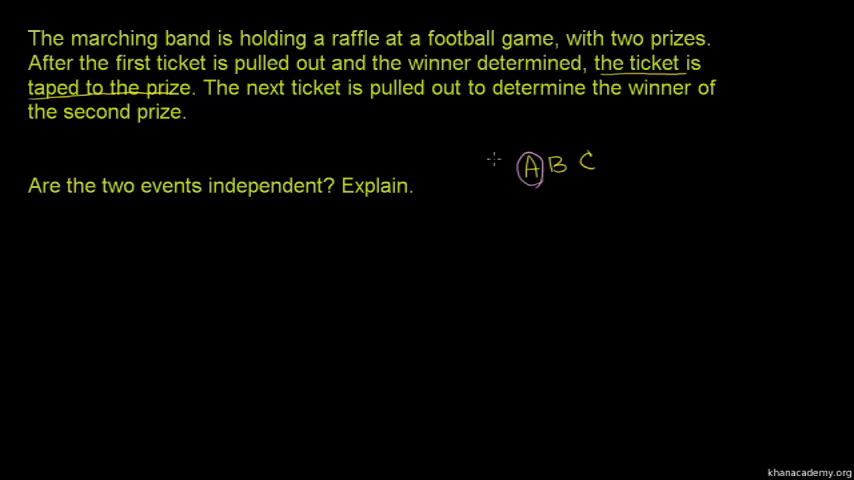 The marching band is holding a raffle at a football game, with two prizes.
After the first ticket is pulled out and the winner determined, the ticket is
taped to the prize. The next ticket is pulled out to determine the winner of
the second prize.
A B C
Are the two events independent? Explain.
khanacademy.org